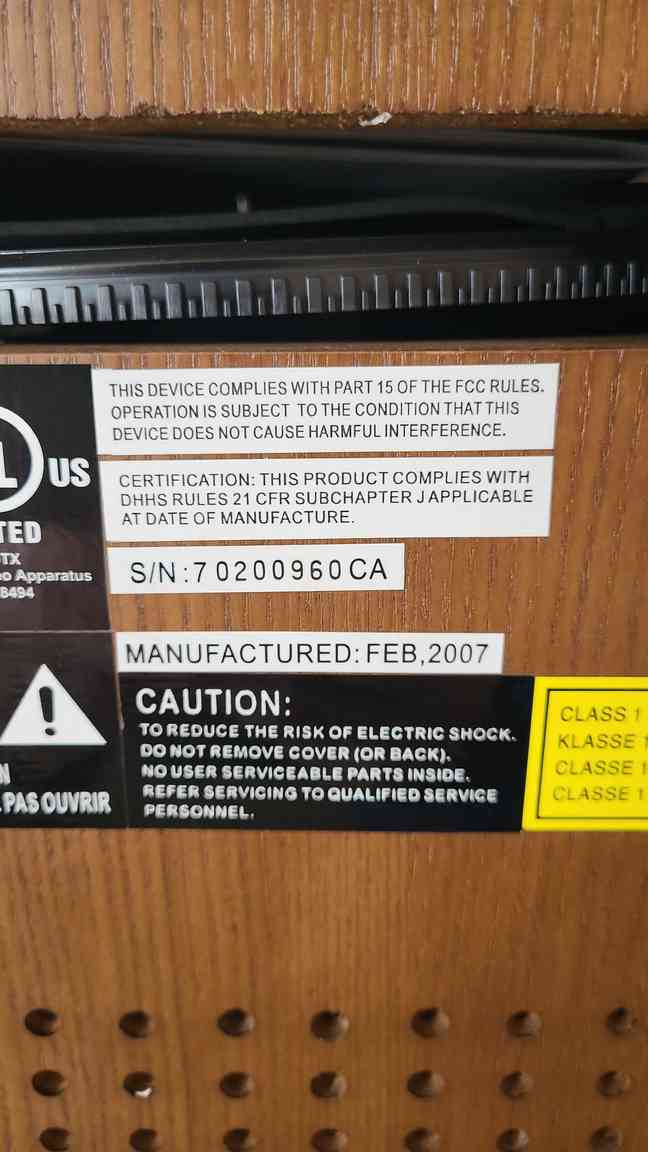 THIS DEVICE COMPLIES WITH PART 15 OF THE FCC RULES.
OPERATION IS SUBJECT TO THE CONDITION THAT THIS
DEVICE DOES NOT CAUSE HARMFUL INTERFERENCE.
L US
CERTIFICATION: THIS PRODUCT COMPLIES WITH
DHHS RULES 21 CFR SUBCHAPTER J APPLICABLE
AT DATE OF MANUFACTURE.
TED
TX
o Apparatus
8494
S/N:70200960CA
MANUFACTURED: FEB,2007
!
N
PAS OUVRIR
CAUTION:
TO REDUCE THE RISK OF ELECTRIC SHOCK.
DO NOT REMOVE COVER (OR BACK).
NO USER SERVICEABLE PARTS INSIDE.
REFER SERVICING TO QUALIFIED SERVICE
PERSONNEL.
CLASS 1
KLASSE 1
CLASSE 1
CLASSE 1